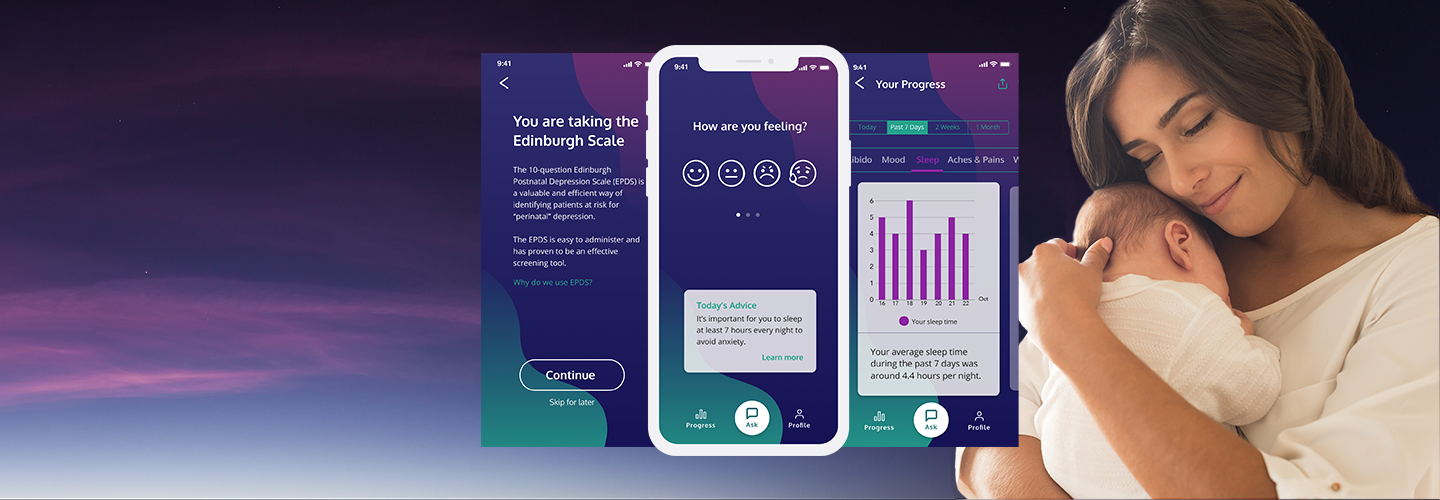 9:41
You are taking the
Edinburgh Scale
The 10-question Edinburgh
Postnatal Depression Scale (EPDS) is
a valuable and efficient way of
identifying patients at risk for
“perinatal” depression.
The EPDS is easy to administer and
has proven to be an effective
screening tool.
Why do we use EPDS?
Continue
Skip for later
9:41
How are you feeling?
Today's Advice
It's important for you to sleep
at least 7 hours every night to
avoid anxiety.
Learn more
Progress
Ask
Profile
9:41
Your Progress
Today Past 7 Days 2 Weeks 1 Month
ibido Mood Sleep Aches & Pains W
6
5
4
3
2
1
0
16 17 18 19 20 21 22 Oct
Your sleep time
Your average sleep time
during the past 7 days was
around 4.4 hours per night.
Progress
Ask
Profile